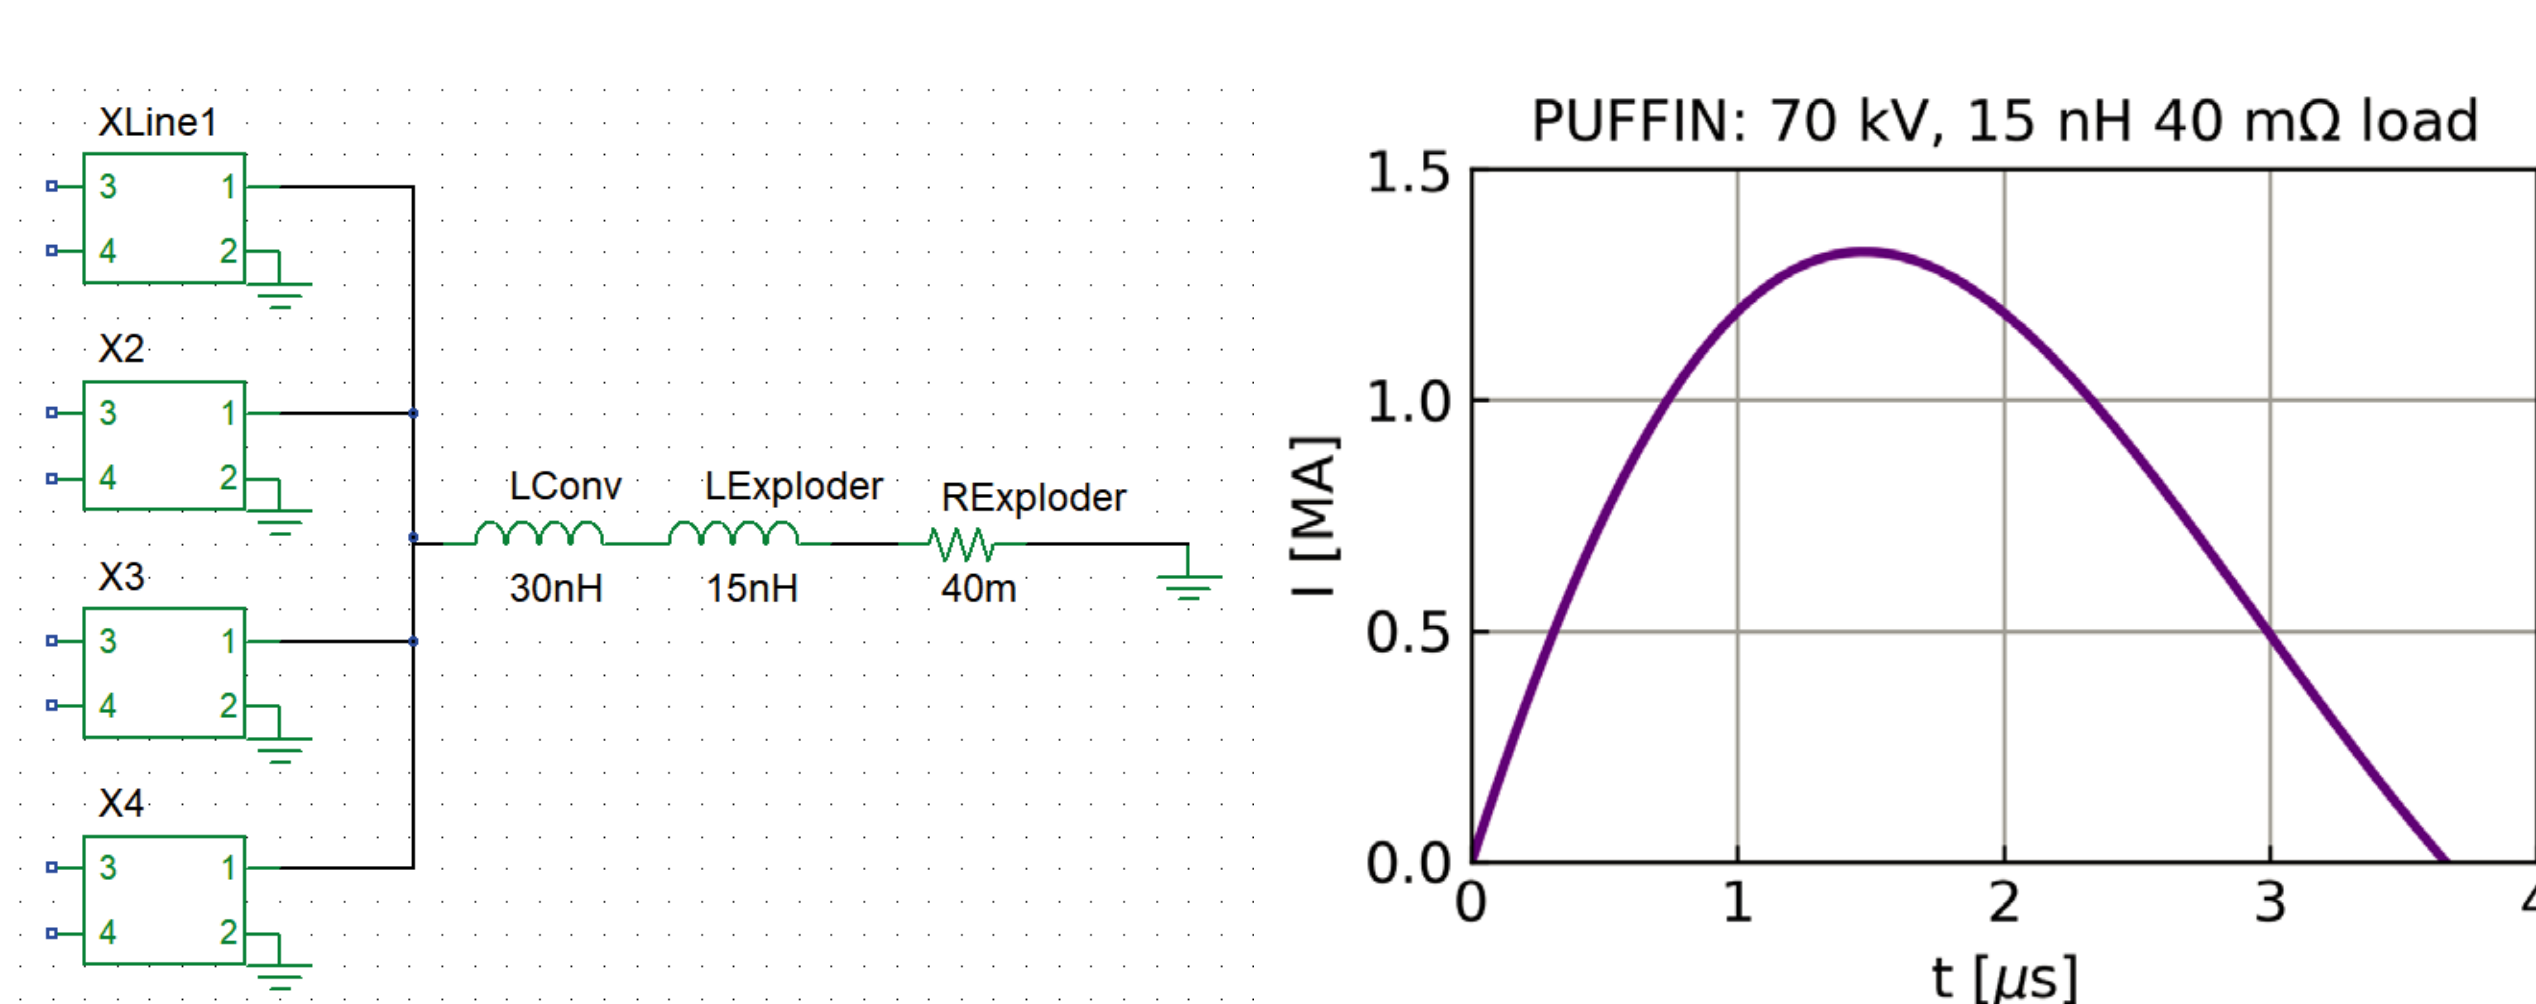 XLine1
3 1
4 2
X2
3 1
4 2
X3
3 1
4 2
X4
3 1
4 2
LConv LExploder RExploder
30nH 15nH 40m
PUFFIN: 70 kV, 15 nH 40 mΩ load
I [MA]
1.5
1.0
0.5
0.0
0 1 2 3 4
t [μs]